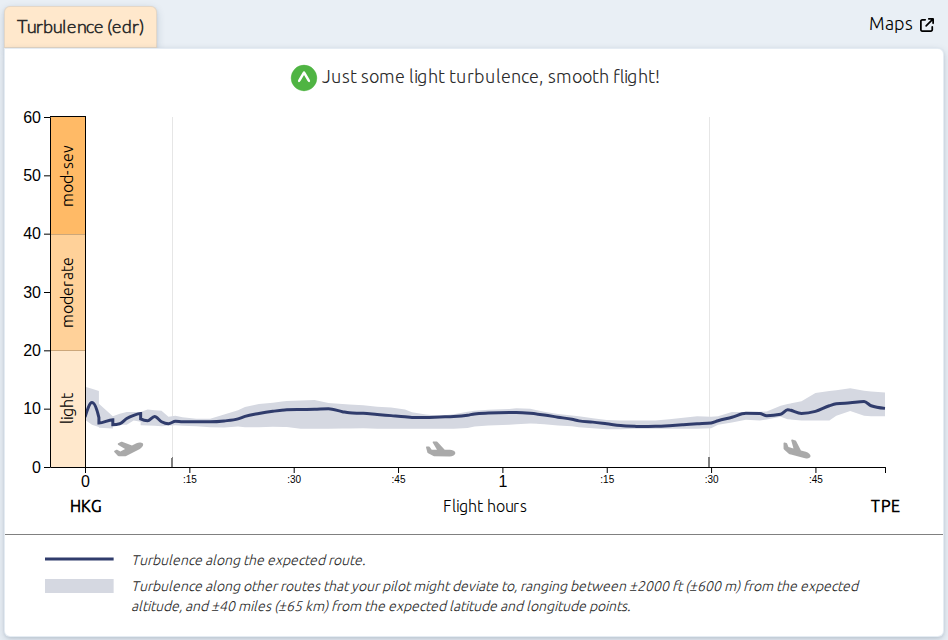 Turbulence (edr)
Maps
Just some light turbulence, smooth flight!
60
50
40
30
20
10
0
mod-sev
moderate
light
0
:15
:30
:45
1
:15
:30
:45
HKG
Flight hours
TPE
Turbulence along the expected route.
Turbulence along other routes that your pilot might deviate to, ranging between ±2000 ft (±600 m) from the expected
altitude, and ±40 miles (±65 km) from the expected latitude and longitude points.